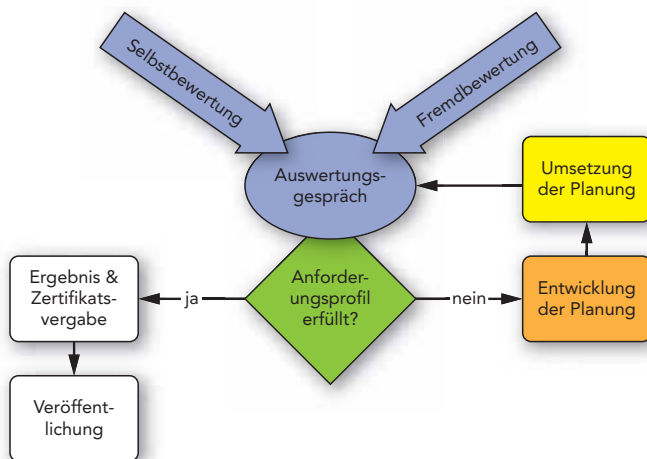 Selbstbewertung
Fremdbewertung
Auswertungs-
gespräch
Umsetzung
der Planung
Ergebnis &
Zertifikats-
vergabe
ja
Anforder-
ungsprofil
erfüllt?
nein
Entwicklung
der Planung
Veröffent-
lichung